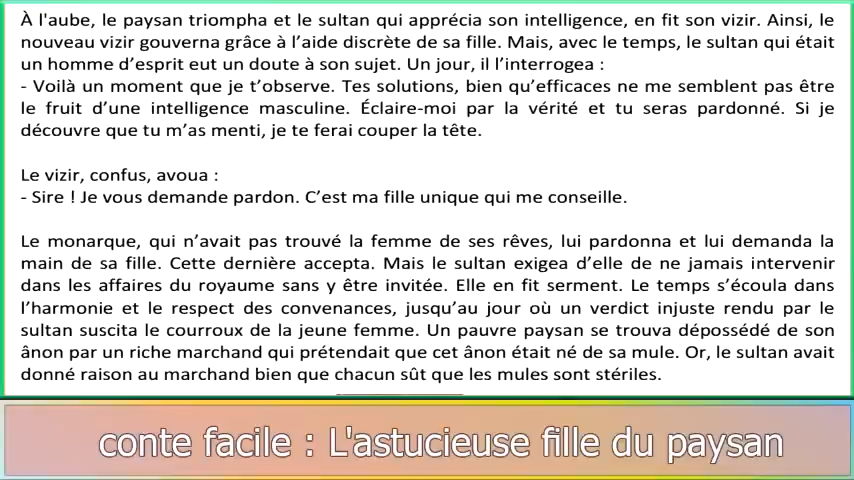 À l'aube, le paysan triompha et le sultan qui apprécia son intelligence, en fit son vizir. Ainsi, le
nouveau vizir gouverna grâce à l’aide discrète de sa fille. Mais, avec le temps, le sultan qui était
un homme d’esprit eut un doute à son sujet. Un jour, il l’interrogea :
- Voilà un moment que je t’observe. Tes solutions, bien qu’efficaces ne me semblent pas être
le fruit d’une intelligence masculine. Éclaire-moi par la vérité et tu seras pardonné. Si je
découvre que tu m’as menti, je te ferai couper la tête.
Le vizir, confus, avoua :
- Sire ! Je vous demande pardon. C’est ma fille unique qui me conseille.
Le monarque, qui n’avait pas trouvé la femme de ses rêves, lui pardonna et lui demanda la
main de sa fille. Cette dernière accepta. Mais le sultan exigea d’elle de ne jamais intervenir
dans les affaires du royaume sans y être invitée. Elle en fit serment. Le temps s’écoula dans
l’harmonie et le respect des convenances, jusqu’au jour où un verdict injuste rendu par le
sultan suscita le courroux de la jeune femme. Un pauvre paysan se trouva dépossédé de son
ânon par un riche marchand qui prétendait que cet ânon était né de sa mule. Or, le sultan avait
donné raison au marchand bien que chacun sût que les mules sont stériles.
conte facile : L'astucieuse fille du paysan